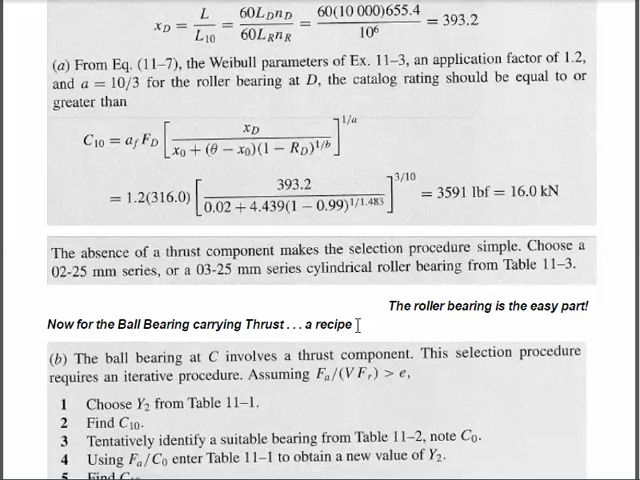 x_D = L / L_10 = 60L_D n_D / 60L_R n_R = 60(10 000)655.4 / 10^6 = 393.2
(a) From Eq. (11–7), the Weibull parameters of Ex. 11–3, an application factor of 1.2,
and a = 10/3 for the roller bearing at D, the catalog rating should be equal to or
greater than
C_10 = a_f F_D [ x_D / x_0 + (θ − x_0)(1 − R_D)^1/b ]^1/a
= 1.2(316.0) [ 393.2 / 0.02 + 4.439(1 − 0.99)^1/1.483 ]^3/10 = 3591 lbf = 16.0 kN
The absence of a thrust component makes the selection procedure simple. Choose a
02-25 mm series, or a 03-25 mm series cylindrical roller bearing from Table 11–3.
The roller bearing is the easy part!
Now for the Ball Bearing carrying Thrust . . . a recipe
(b) The ball bearing at C involves a thrust component. This selection procedure
requires an iterative procedure. Assuming F_a/(V F_r) > e,
1 Choose Y_2 from Table 11–1.
2 Find C_10.
3 Tentatively identify a suitable bearing from Table 11–2, note C_0.
4 Using F_a/C_0 enter Table 11–1 to obtain a new value of Y_2.
5 Find C_10.